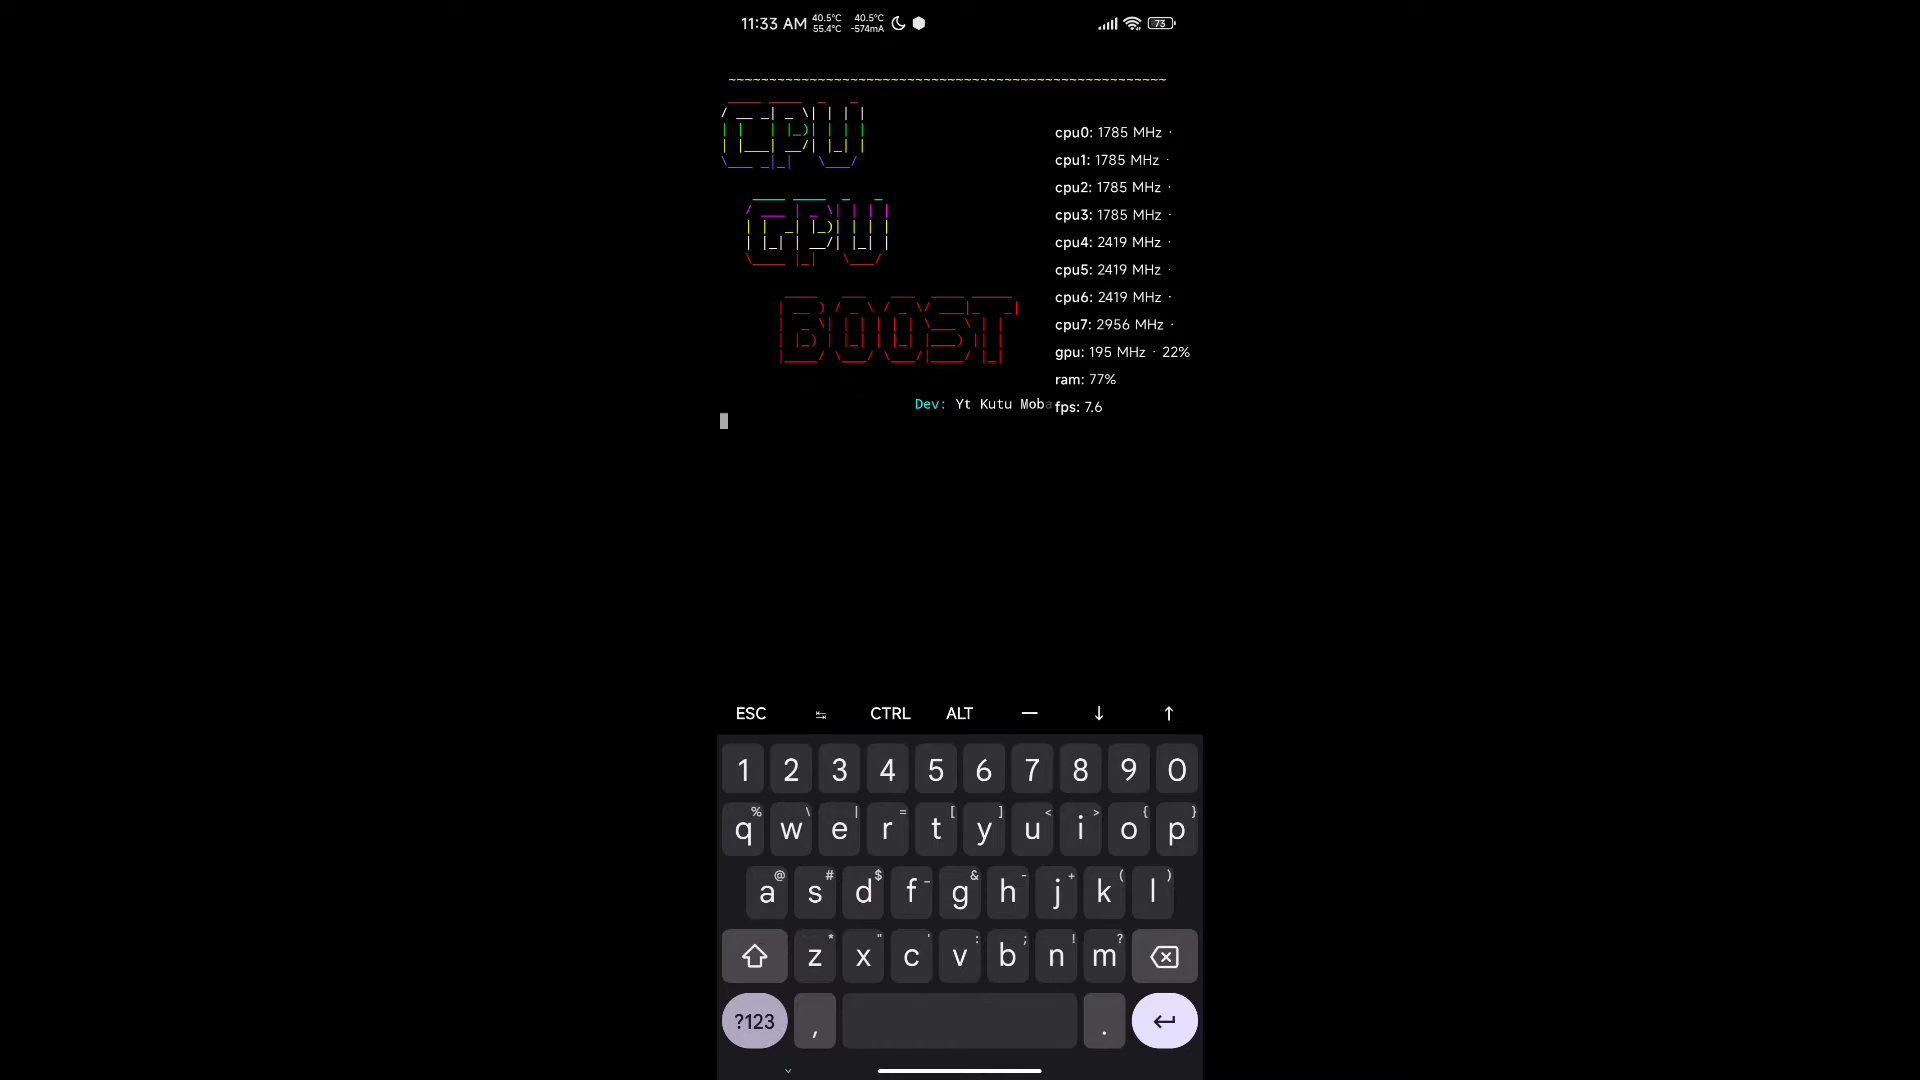 11:33 AM 40.5°C 55.4°C 40.5°C -574mA 73
~~~~~~~~~~~~~~~~~~~~~~~~~~~~~~~~~~~~~~~~~~~~~~~~~~~~~~
CPU
GPU
BOOST
cpu0: 1785 MHz ·
cpu1: 1785 MHz ·
cpu2: 1785 MHz ·
cpu3: 1785 MHz ·
cpu4: 2419 MHz ·
cpu5: 2419 MHz ·
cpu6: 2419 MHz ·
cpu7: 2956 MHz ·
gpu: 195 MHz · 22%
ram: 77%
fps: 7.6
Dev: Yt Kutu Moba
ESC ↹ CTRL ALT — ↓ ↑
1 2 3 4 5 6 7 8 9 0
% \ | = [ ] < > { }
q w e r t y u i o p
@ # $ _ & - + ( )
a s d f g h j k l
* " ' : ; ! ?
z x c v b n m
?123 , .